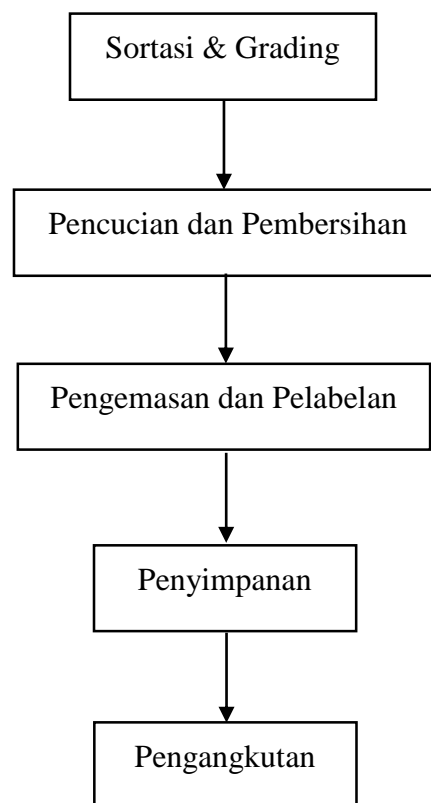 Sortasi & Grading
Pencucian dan Pembersihan
Pengemasan dan Pelabelan
Penyimpanan
Pengangkutan